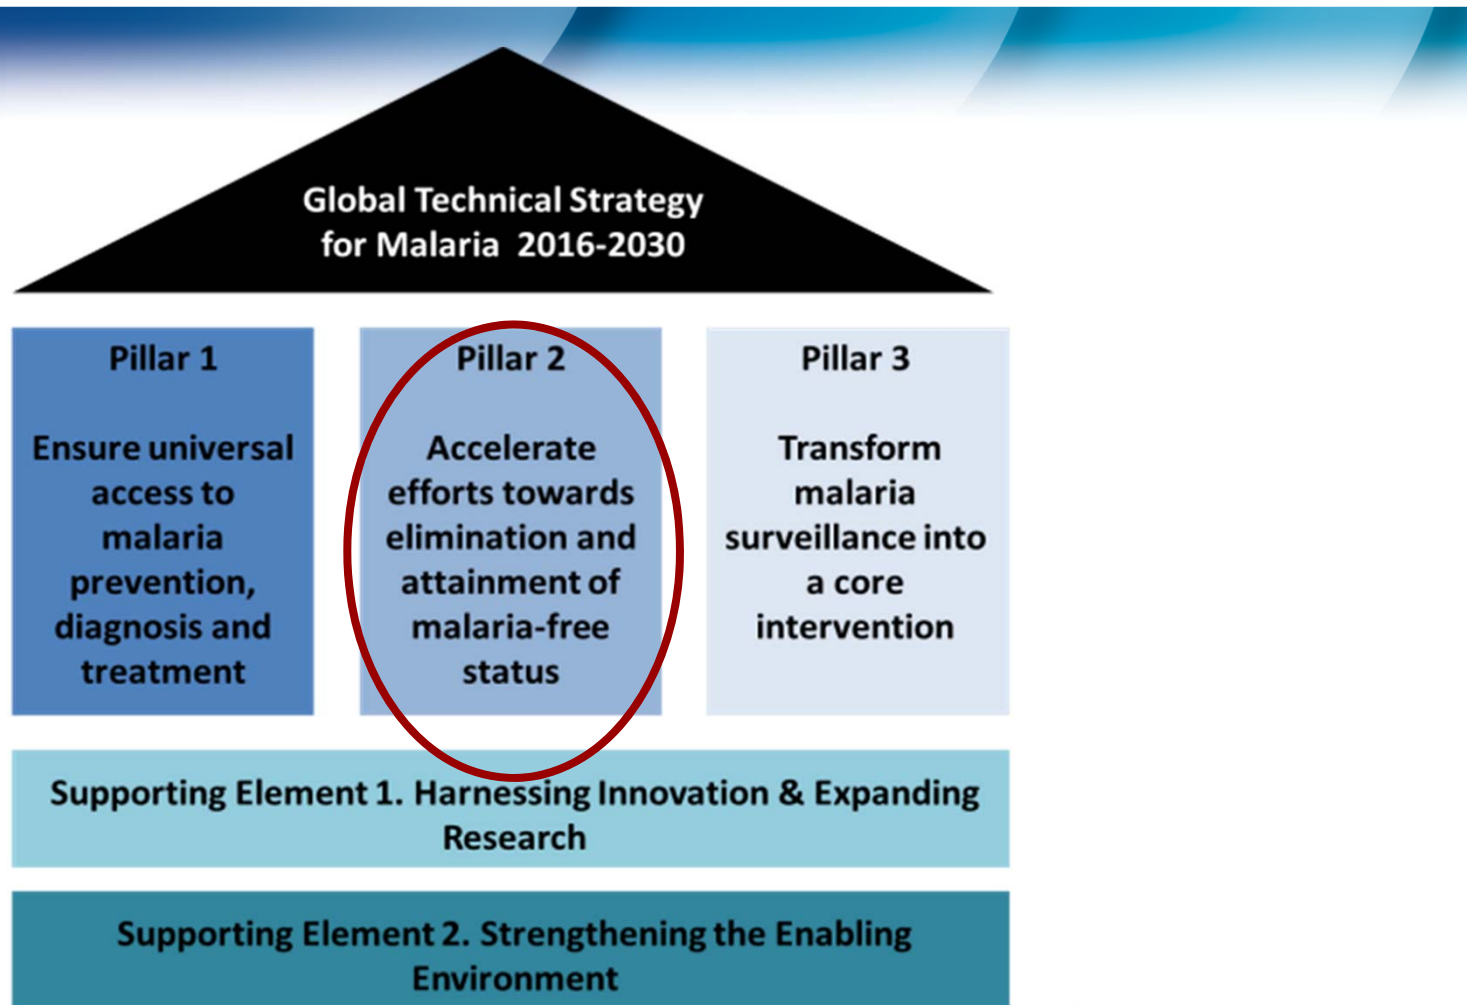 Global Technical Strategy
for Malaria 2016-2030
Pillar 1
Ensure universal
access to
malaria
prevention,
diagnosis and
treatment
Pillar 2
Accelerate
efforts towards
elimination and
attainment of
malaria-free
status
Pillar 3
Transform
malaria
surveillance into
a core
intervention
Supporting Element 1. Harnessing Innovation & Expanding
Research
Supporting Element 2. Strengthening the Enabling
Environment